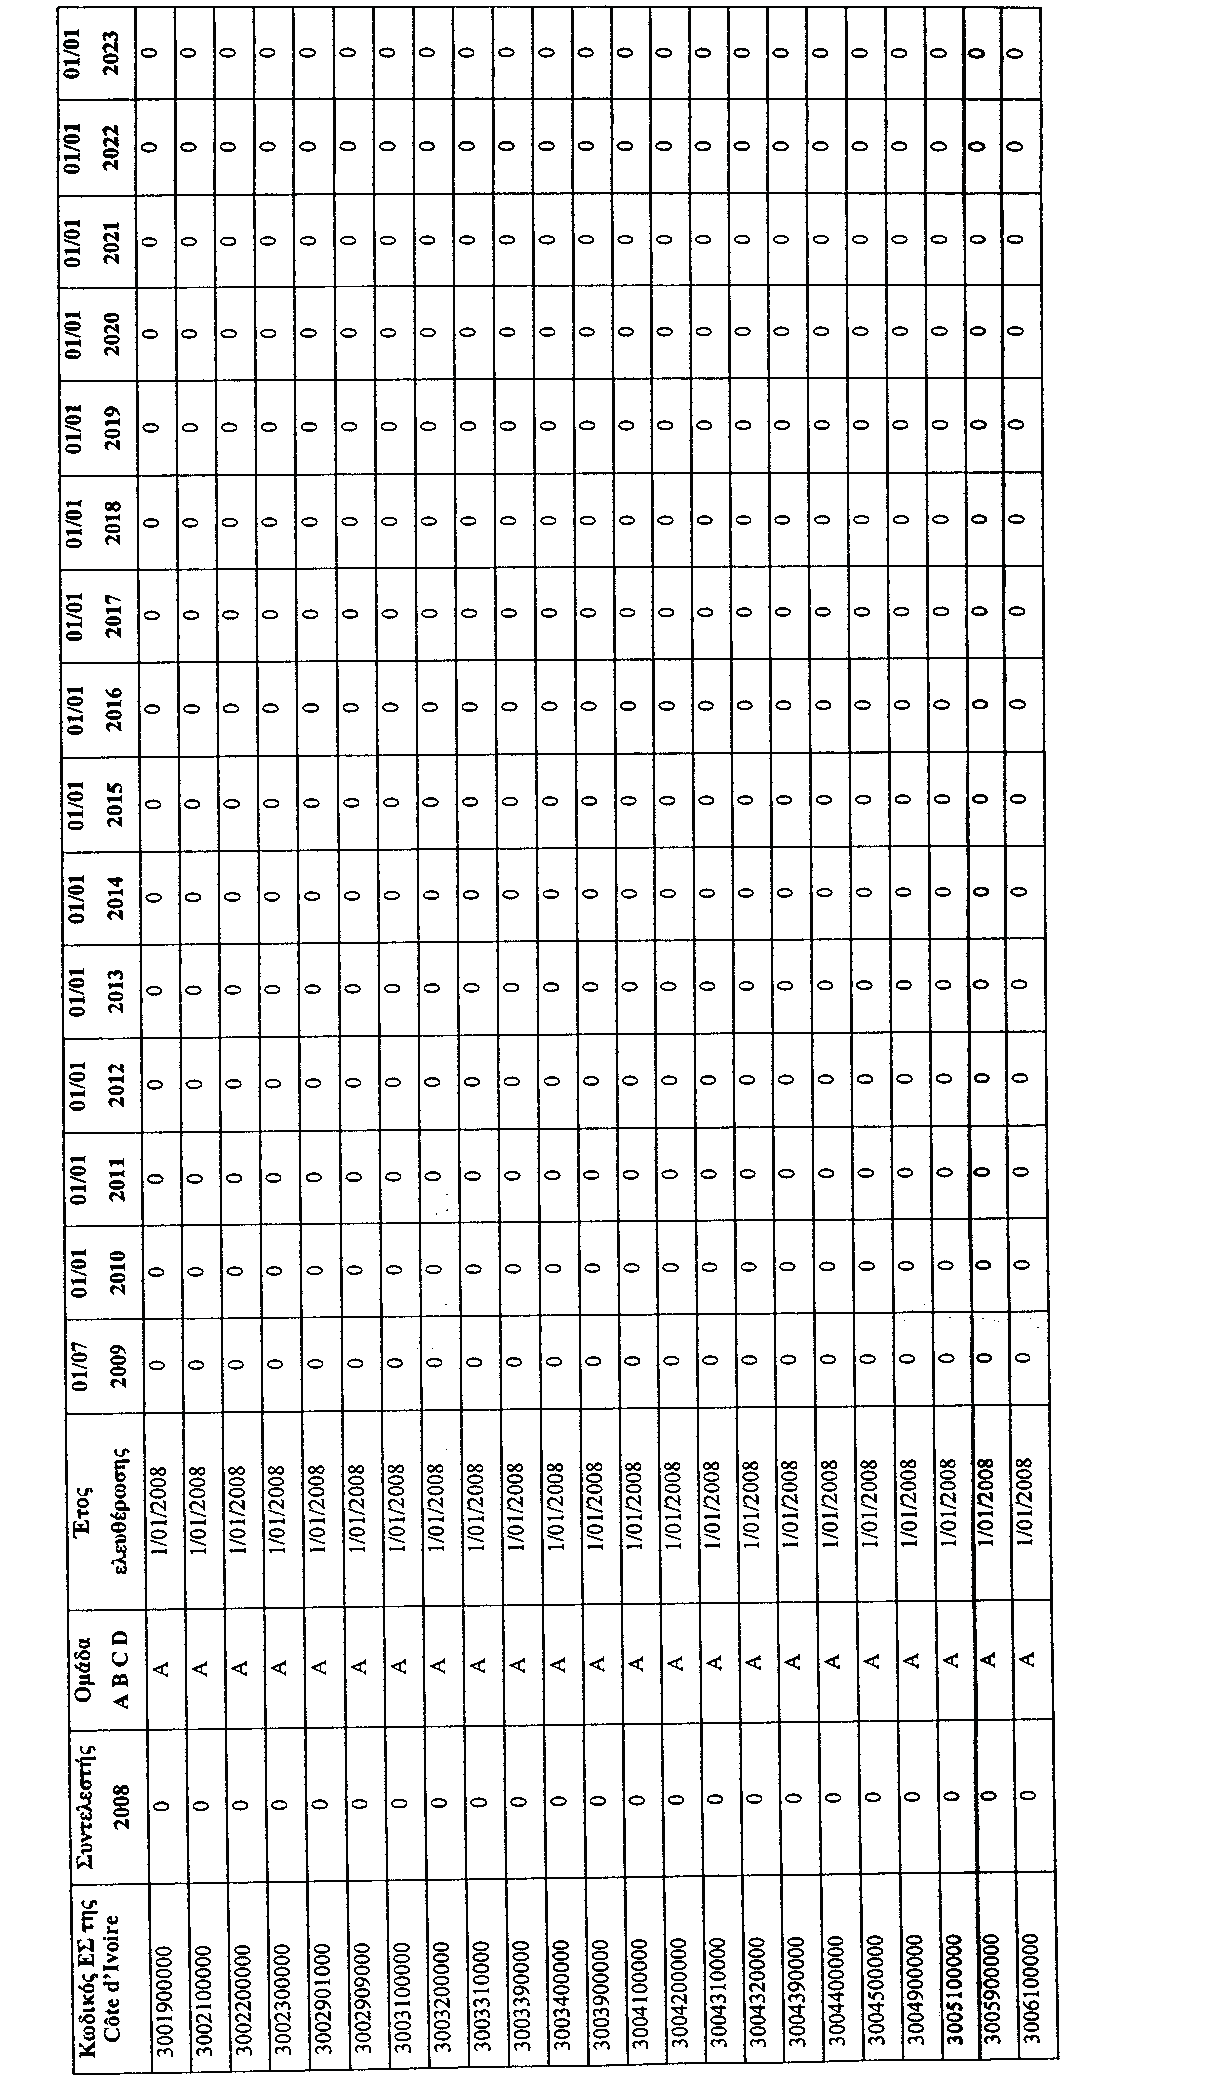 Κοδικός ΕΣ της Côte d'Ivoire Συντελεστής 2008 Ομάδα A B C D Έτος ελευθέρωσης 01/07 2009 01/01 2010 01/01 2011 01/01 2012 01/01 2013 01/01 2014 01/01 2015 01/01 2016 01/01 2017 01/01 2018 01/01 2019 01/01 2020 01/01 2021 01/01 2022 01/01 2023
3001900000 0 A 1/01/2008 0 0 0 0 0 0 0 0 0 0 0 0 0 0 0
3002100000 0 A 1/01/2008 0 0 0 0 0 0 0 0 0 0 0 0 0 0 0
3002200000 0 A 1/01/2008 0 0 0 0 0 0 0 0 0 0 0 0 0 0 0
3002300000 0 A 1/01/2008 0 0 0 0 0 0 0 0 0 0 0 0 0 0 0
3002901000 0 A 1/01/2008 0 0 0 0 0 0 0 0 0 0 0 0 0 0 0
3002909000 0 A 1/01/2008 0 0 0 0 0 0 0 0 0 0 0 0 0 0 0
3003100000 0 A 1/01/2008 0 0 0 0 0 0 0 0 0 0 0 0 0 0 0
3003200000 0 A 1/01/2008 0 0 0 0 0 0 0 0 0 0 0 0 0 0 0
3003310000 0 A 1/01/2008 0 0 0 0 0 0 0 0 0 0 0 0 0 0 0
3003390000 0 A 1/01/2008 0 0 0 0 0 0 0 0 0 0 0 0 0 0 0
3003400000 0 A 1/01/2008 0 0 0 0 0 0 0 0 0 0 0 0 0 0 0
3003900000 0 A 1/01/2008 0 0 0 0 0 0 0 0 0 0 0 0 0 0 0
3004100000 0 A 1/01/2008 0 0 0 0 0 0 0 0 0 0 0 0 0 0 0
3004200000 0 A 1/01/2008 0 0 0 0 0 0 0 0 0 0 0 0 0 0 0
3004310000 0 A 1/01/2008 0 0 0 0 0 0 0 0 0 0 0 0 0 0 0
3004320000 0 A 1/01/2008 0 0 0 0 0 0 0 0 0 0 0 0 0 0 0
3004390000 0 A 1/01/2008 0 0 0 0 0 0 0 0 0 0 0 0 0 0 0
3004400000 0 A 1/01/2008 0 0 0 0 0 0 0 0 0 0 0 0 0 0 0
3004500000 0 A 1/01/2008 0 0 0 0 0 0 0 0 0 0 0 0 0 0 0
3004900000 0 A 1/01/2008 0 0 0 0 0 0 0 0 0 0 0 0 0 0 0
3005100000 0 A 1/01/2008 0 0 0 0 0 0 0 0 0 0 0 0 0 0 0
3005900000 0 A 1/01/2008 0 0 0 0 0 0 0 0 0 0 0 0 0 0 0
3006100000 0 A 1/01/2008 0 0 0 0 0 0 0 0 0 0 0 0 0 0 0